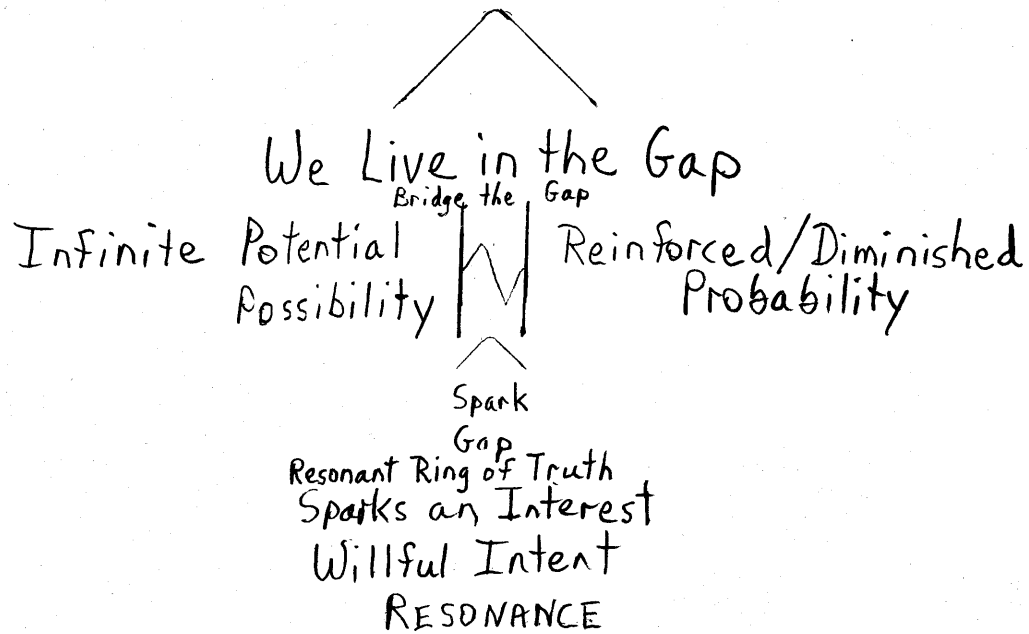 We Live in the Gap
Bridge the Gap
Infinite Potential Reinforced/Diminished
Possibility Probability
Spark
Gap
Resonant Ring of Truth
Sparks an Interest
Willful Intent
RESONANCE